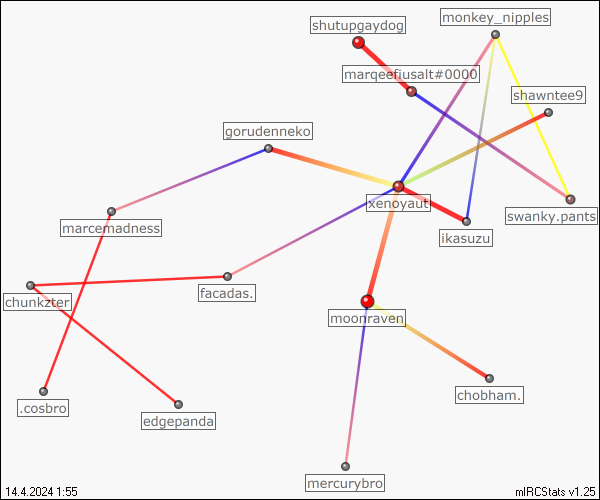 monkey_nipples
shutupgaydog
marqeefiusalt#0000
shawntee9
gorudenneko
xenoyaut
swanky.pants
marcemadness
ikasuzu
facadas.
chunkzter
moonraven
chobham.
.cosbro
edgepanda
mercurybro
14.4.2024 1:55
mIRCStats v1.25